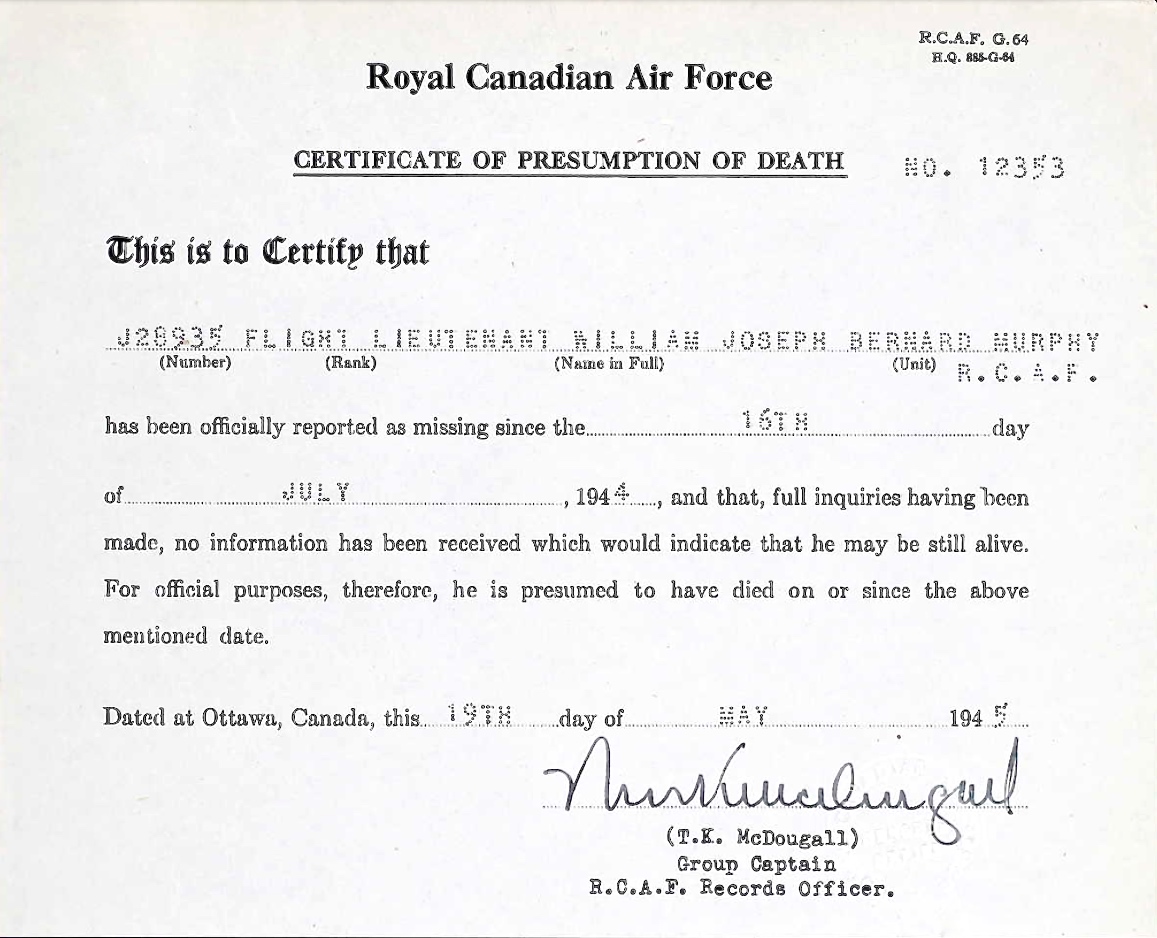 R.C.A.F. G.64
H.Q. 885-G-64
Royal Canadian Air Force
CERTIFICATE OF PRESUMPTION OF DEATH NO. 12353
This is to Certify that
J28935 FLIGHT LIEUTENANT WILLIAM JOSEPH BERNARD MURPHY
(Number) (Rank) (Name in Full) (Unit) R.C.A.F.
has been officially reported as missing since the 16TH day
of JULY, 1944, and that, full inquiries having been
made, no information has been received which would indicate that he may be still alive.
For official purposes, therefore, he is presumed to have died on or since the above
mentioned date.
Dated at Ottawa, Canada, this 19TH day of MAY 1945
(T.K. McDougall)
Group Captain
R.C.A.F. Records Officer.